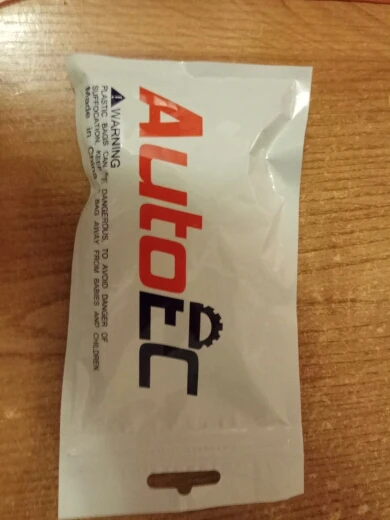 AutoEC
WARNING
PLASTIC BAGS CAN BE DANGEROUS. TO AVOID DANGER OF
SUFFOCATION, KEEP BAG AWAY FROM BABIES AND CHILDREN
Made in China